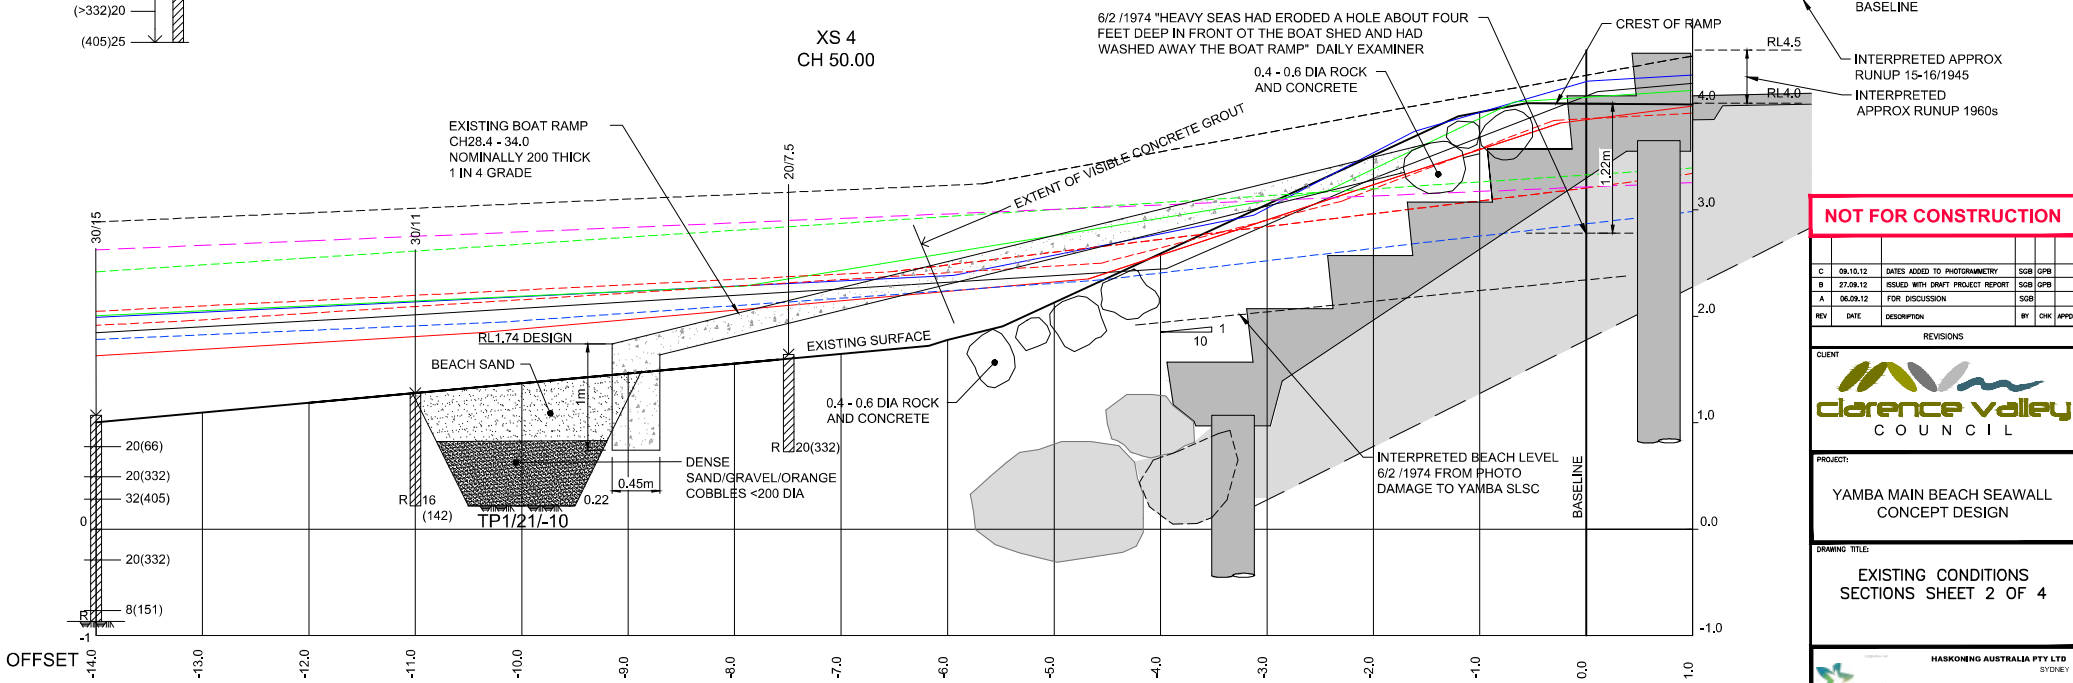 (>332)20
(405)25
XS 4
CH 50.00
6/2 /1974 "HEAVY SEAS HAD ERODED A HOLE ABOUT FOUR
FEET DEEP IN FRONT OT THE BOAT SHED AND HAD
WASHED AWAY THE BOAT RAMP" DAILY EXAMINER
CREST OF RAMP
BASELINE
RL4.5
INTERPRETED APPROX
RUNUP 15-16/1945
RL4.0
4.0
INTERPRETED
APPROX RUNUP 1960s
0.4 - 0.6 DIA ROCK
AND CONCRETE
EXISTING BOAT RAMP
CH28.4 - 34.0
NOMINALLY 200 THICK
1 IN 4 GRADE
EXTENT OF VISIBLE CONCRETE GROUT
20/7.5
30/11
30/15
1.22m
3.0
2.0
1.0
0.0
-1.0
RL1.74 DESIGN
EXISTING SURFACE
BEACH SAND
1m
1
10
0.4 - 0.6 DIA ROCK
AND CONCRETE
R 20(332)
DENSE
SAND/GRAVEL/ORANGE
COBBLES <200 DIA
0.45m
0.22
TP1/21/-10
R 16
(142)
20(66)
20(332)
32(405)
0
20(332)
8(151)
R
-1
INTERPRETED BEACH LEVEL
6/2 /1974 FROM PHOTO
DAMAGE TO YAMBA SLSC
BASELINE
OFFSET
-14.0 -13.0 -12.0 -11.0 -10.0 -9.0 -8.0 -7.0 -6.0 -5.0 -4.0 -3.0 -2.0 -1.0 0.0 1.0
NOT FOR CONSTRUCTION
C 09.10.12 DATES ADDED TO PHOTGRAMMETRY SGB GPB
B 27.09.12 ISSUED WITH DRAFT PROJECT REPORT SGB GPB
A 06.09.12 FOR DISCUSSION SGB
REV DATE DESCRIPTION BY CHK APPD
REVISIONS
CLIENT
clarence valley
COUNCIL
PROJECT:
YAMBA MAIN BEACH SEAWALL
CONCEPT DESIGN
DRAWING TITLE:
EXISTING CONDITIONS
SECTIONS SHEET 2 OF 4
HASKONING AUSTRALIA PTY LTD
SYDNEY